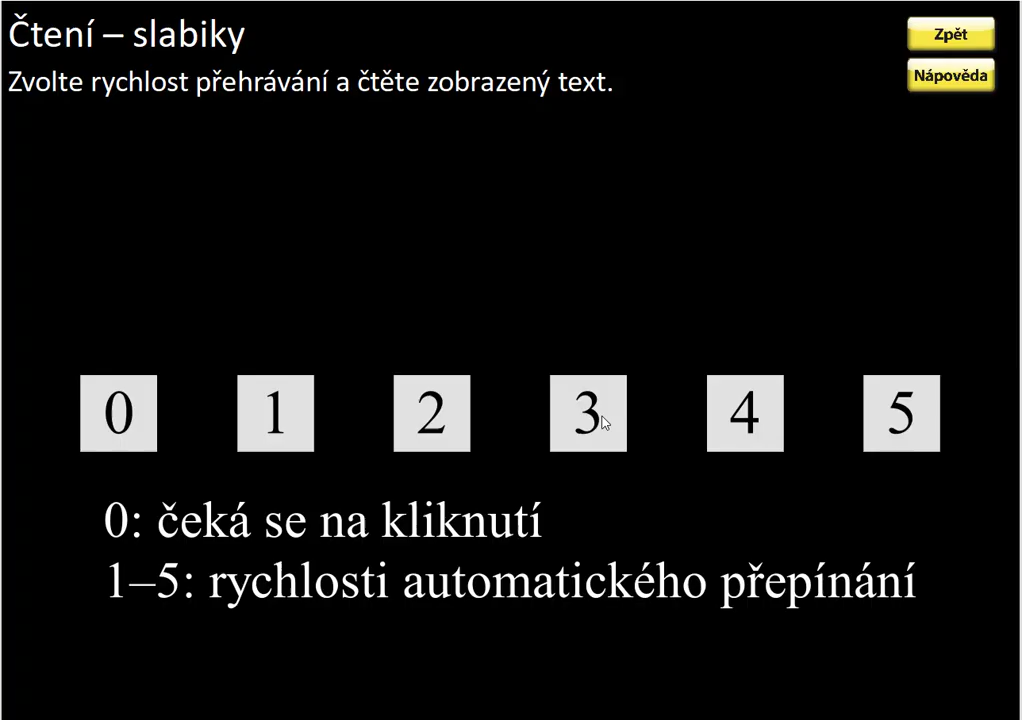 Čtení – slabiky
Zpět
Zvolte rychlost přehrávání a čtěte zobrazený text.
Nápověda
0 1 2 3 4 5
0: čeká se na kliknutí
1–5: rychlosti automatického přepínání